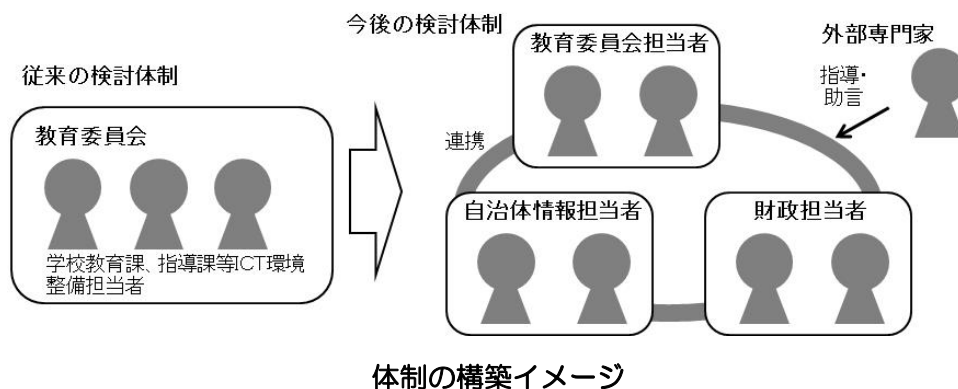 従来の検討体制
教育委員会
学校教育課、指導課等ICT環境
整備担当者
今後の検討体制
教育委員会担当者
外部専門家
指導・
助言
連携
自治体情報担当者
財政担当者
体制の構築イメージ